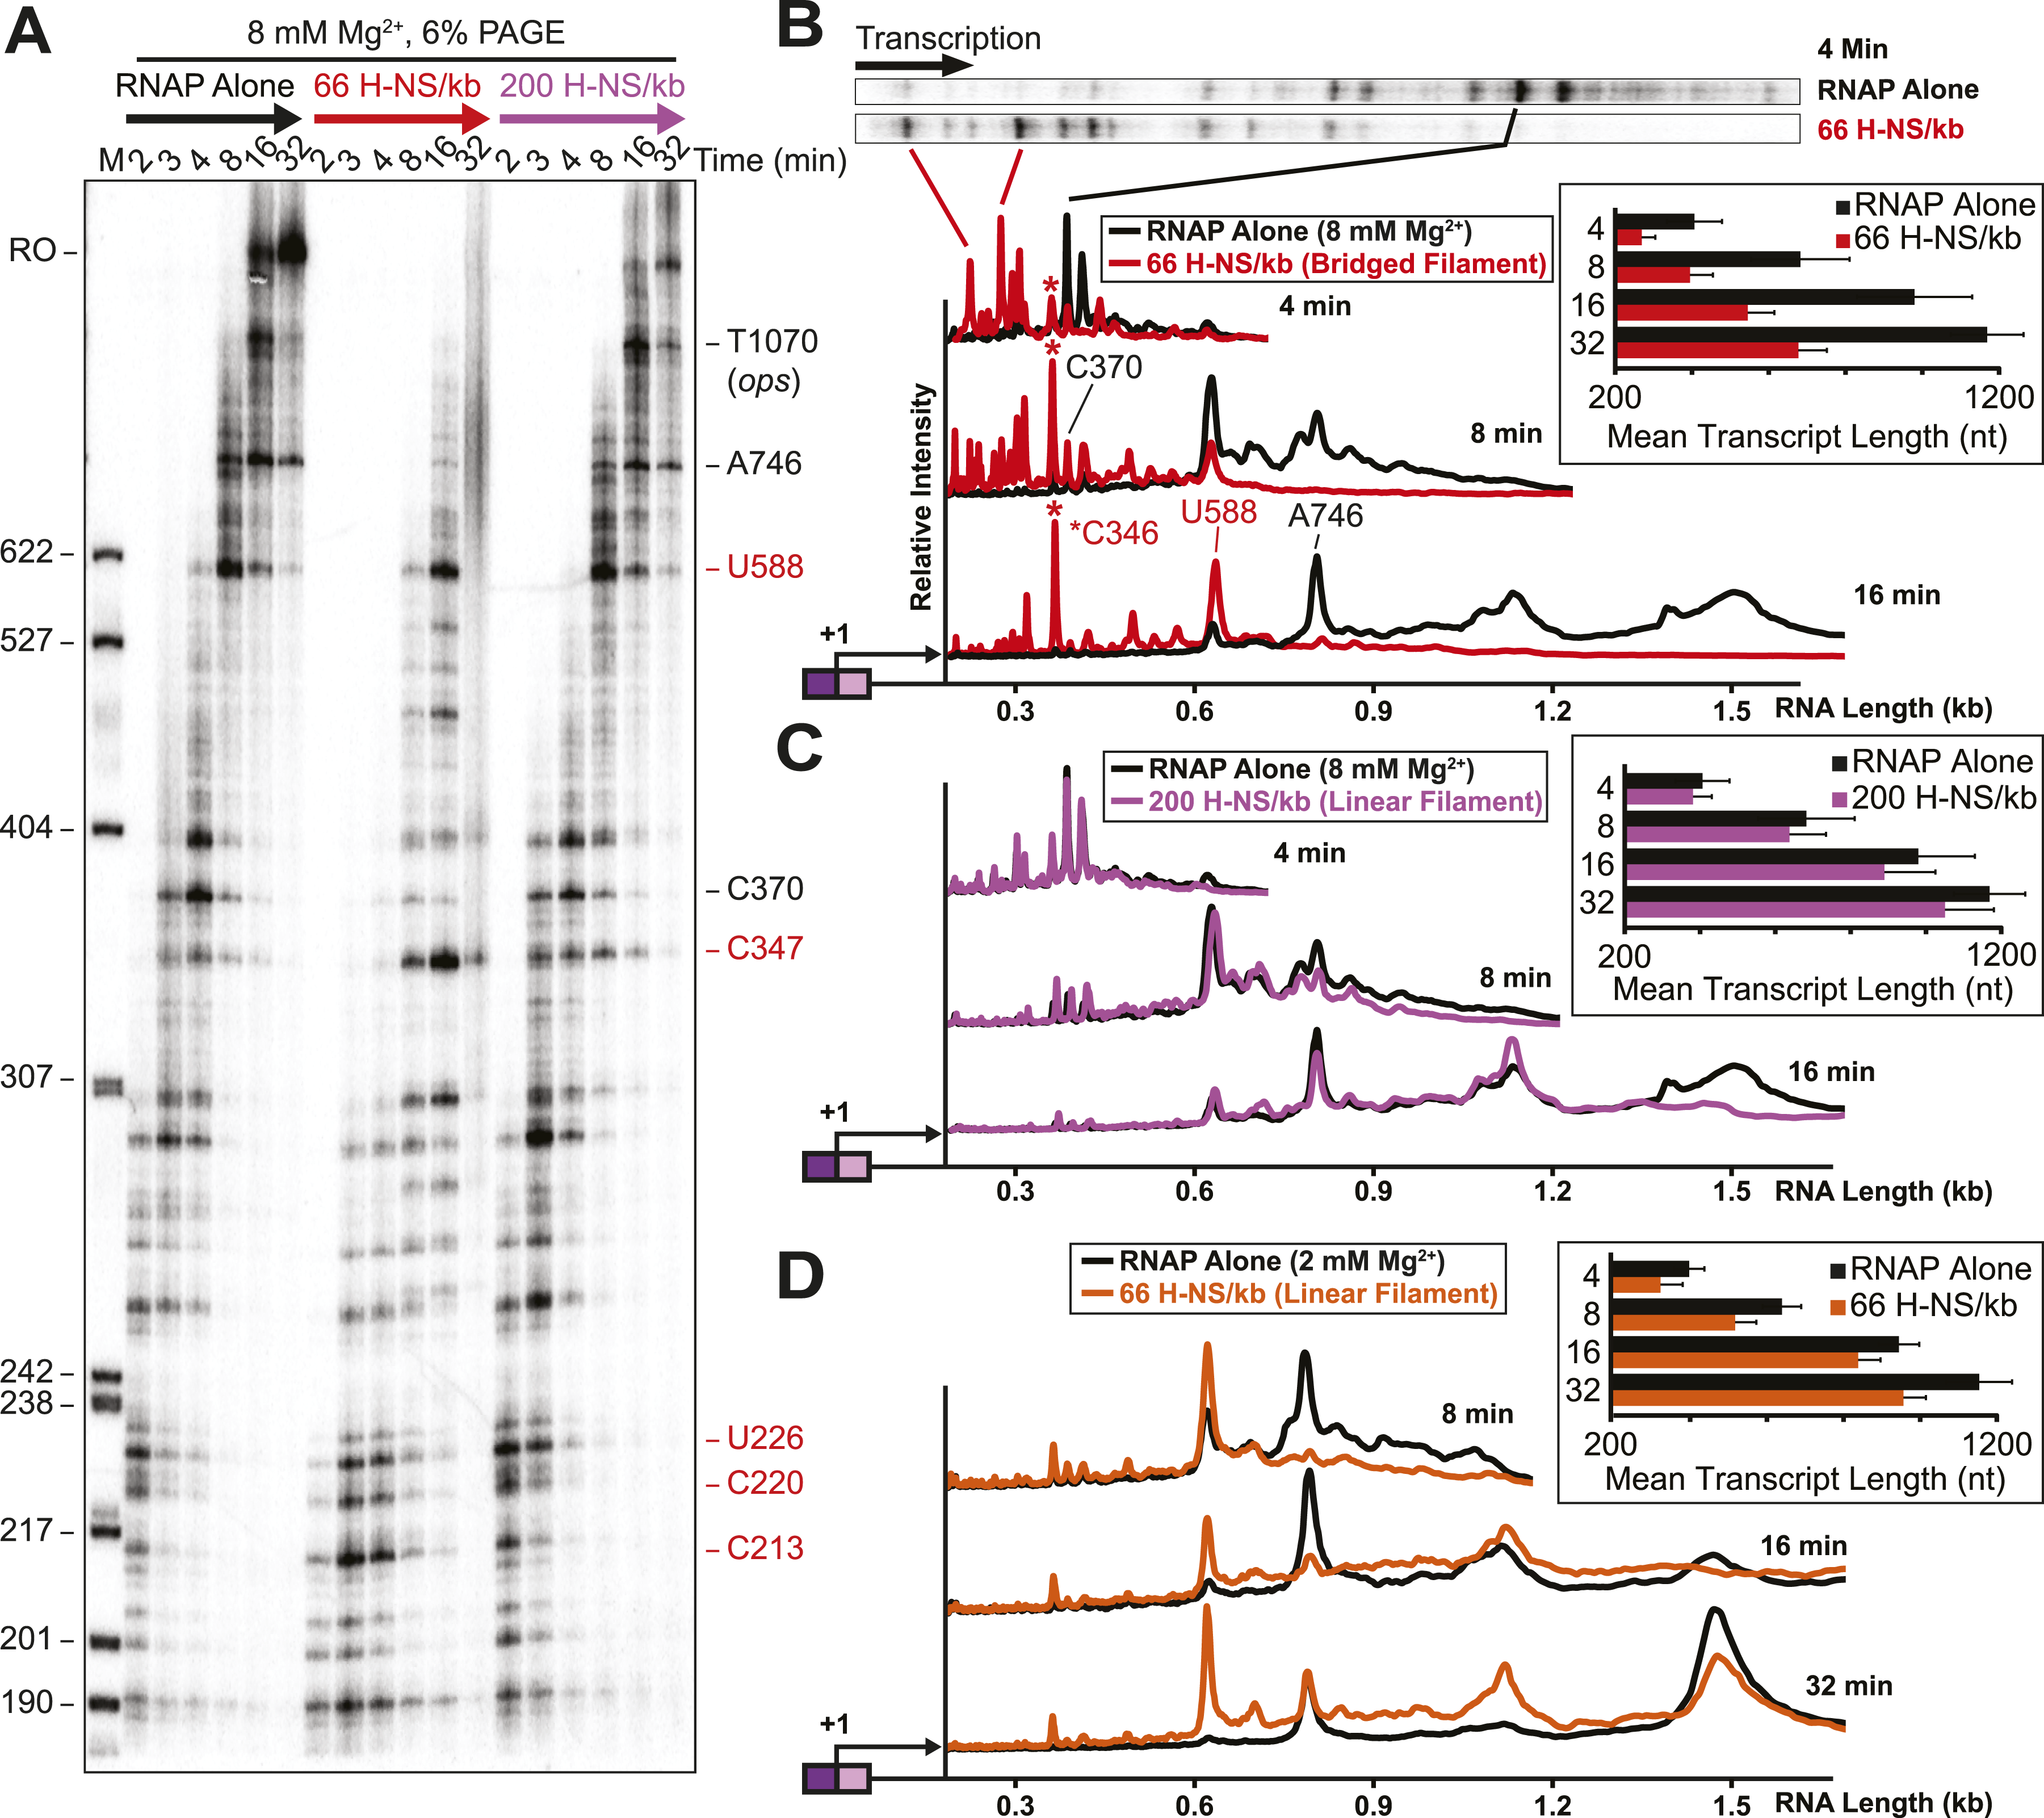 A
8 mM Mg²⁺, 6% PAGE
RNAP Alone 66 H-NS/kb 200 H-NS/kb
M 2 3 4 8 16 32 2 3 4 8 16 32 2 3 4 8 16 32 Time (min)
RO –
– T1070
(ops)
– A746
622 –
– U588
527 –
404 –
– C370
– C347
307 –
242 –
238 –
– U226
– C220
217 –
– C213
201 –
190 –
B
Transcription
4 Min
RNAP Alone
66 H-NS/kb
RNAP Alone (8 mM Mg²⁺)
66 H-NS/kb (Bridged Filament)
RNAP Alone
66 H-NS/kb
4
8
16
32
200 1200
Mean Transcript Length (nt)
Relative Intensity
*
4 min
*
C370
8 min
*
*C346
U588
A746
16 min
+1
0.3 0.6 0.9 1.2 1.5 RNA Length (kb)
C
RNAP Alone (8 mM Mg²⁺)
200 H-NS/kb (Linear Filament)
RNAP Alone
200 H-NS/kb
4
8
16
32
200 1200
Mean Transcript Length (nt)
4 min
8 min
16 min
+1
0.3 0.6 0.9 1.2 1.5 RNA Length (kb)
D
RNAP Alone (2 mM Mg²⁺)
66 H-NS/kb (Linear Filament)
RNAP Alone
66 H-NS/kb
4
8
16
32
200 1200
Mean Transcript Length (nt)
8 min
16 min
32 min
+1
0.3 0.6 0.9 1.2 1.5 RNA Length (kb)